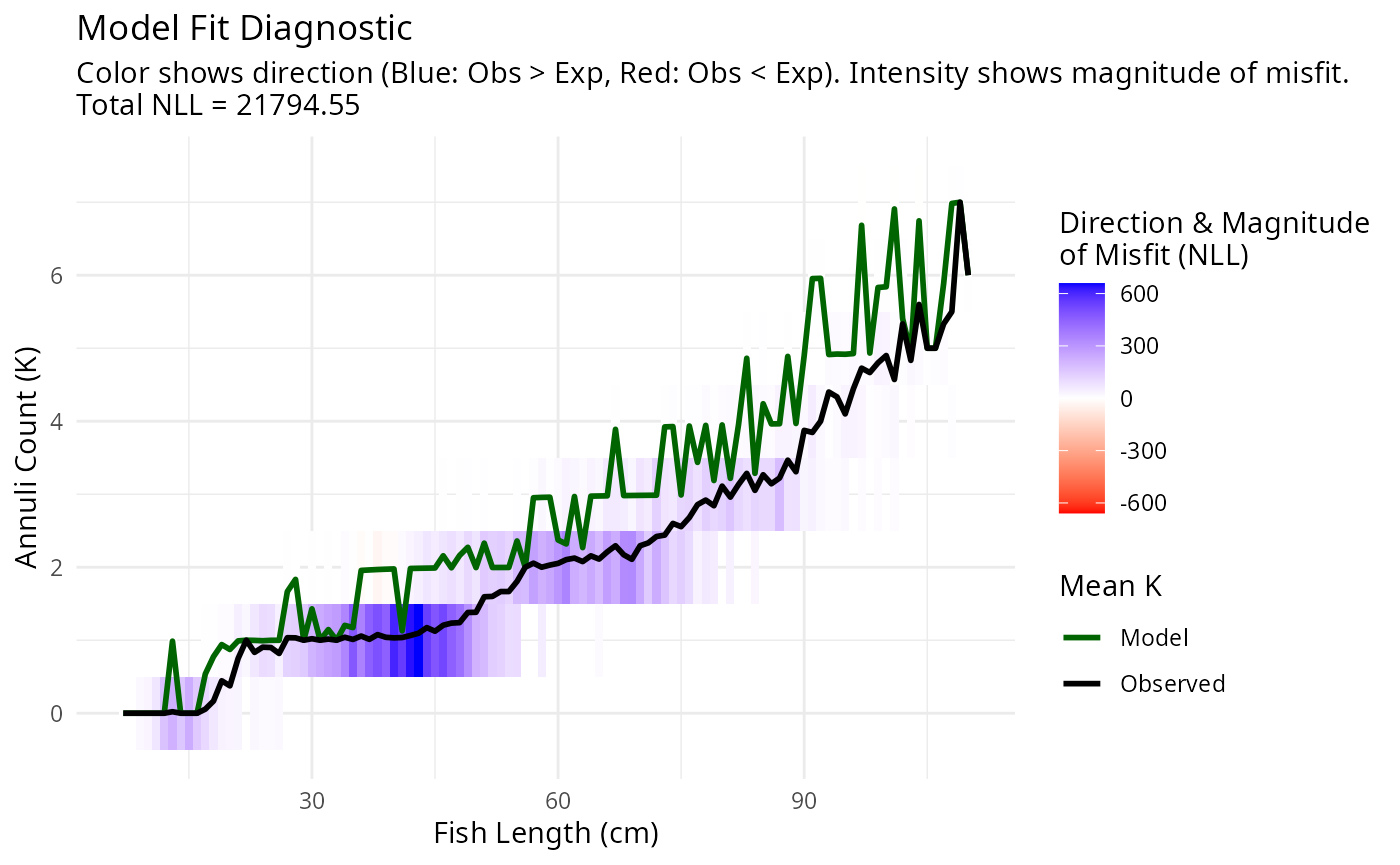 Model Fit Diagnostic
Color shows direction (Blue: Obs > Exp, Red: Obs < Exp). Intensity shows magnitude of misfit.
Total NLL = 21794.55
Annuli Count (K)
6
4
2
0
30
60
90
Fish Length (cm)
Direction & Magnitude
of Misfit (NLL)
600
300
0
-300
-600
Mean K
Model
Observed